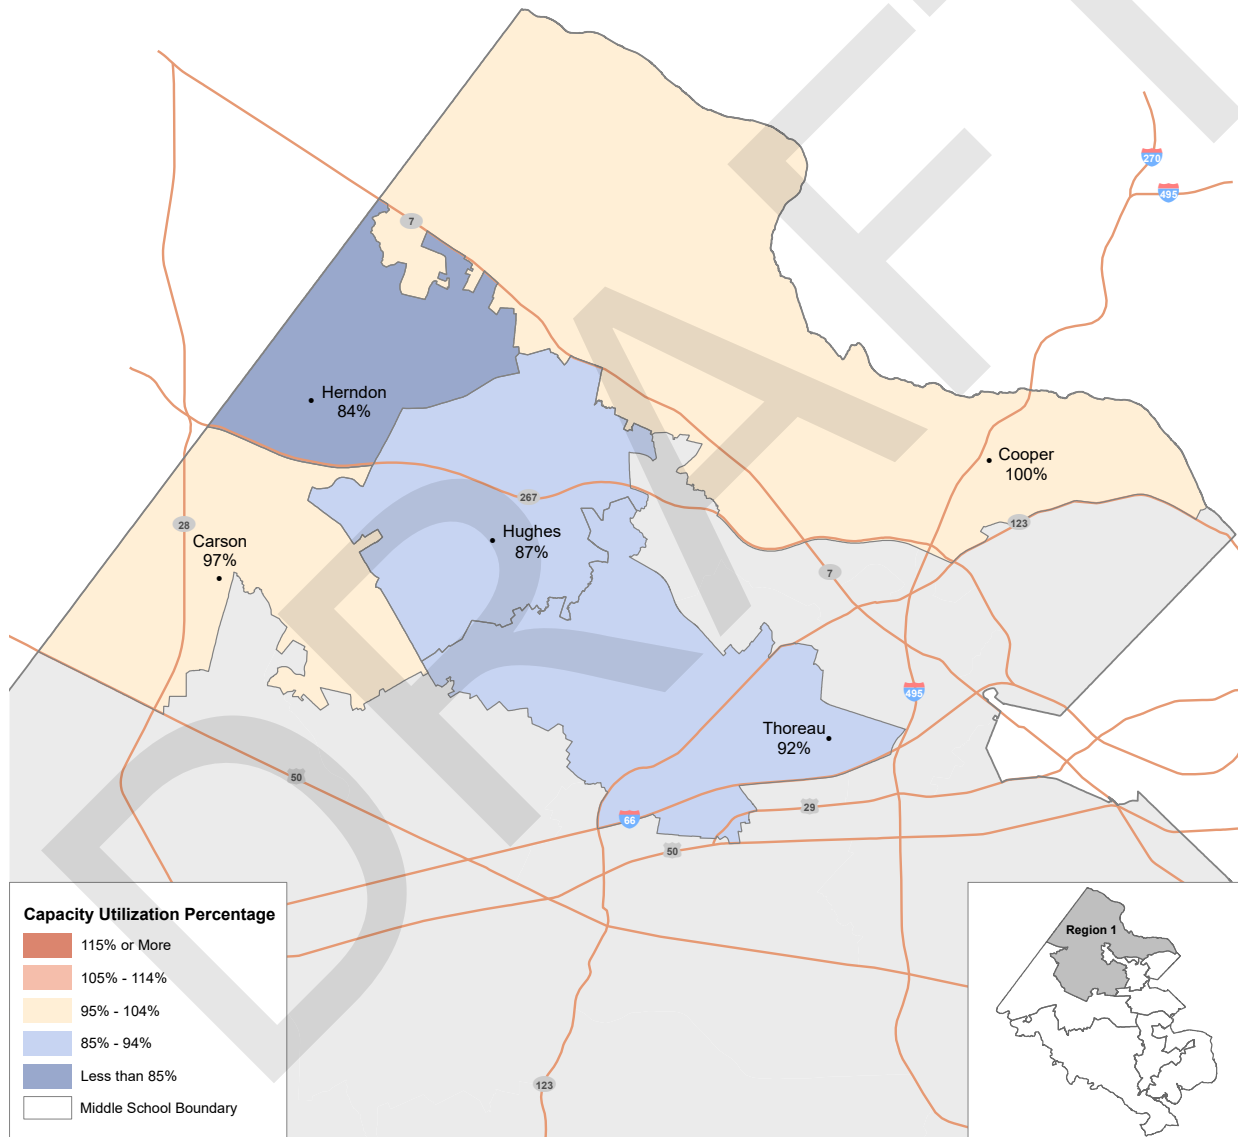 270
495
7
Herndon
84%
Cooper
100%
267
123
28
Carson
97%
Hughes
87%
7
495
Thoreau
92%
50
29
66
50
Capacity Utilization Percentage
115% or More
105% - 114%
95% - 104%
85% - 94%
Less than 85%
Middle School Boundary
Region 1
123
DRAFT